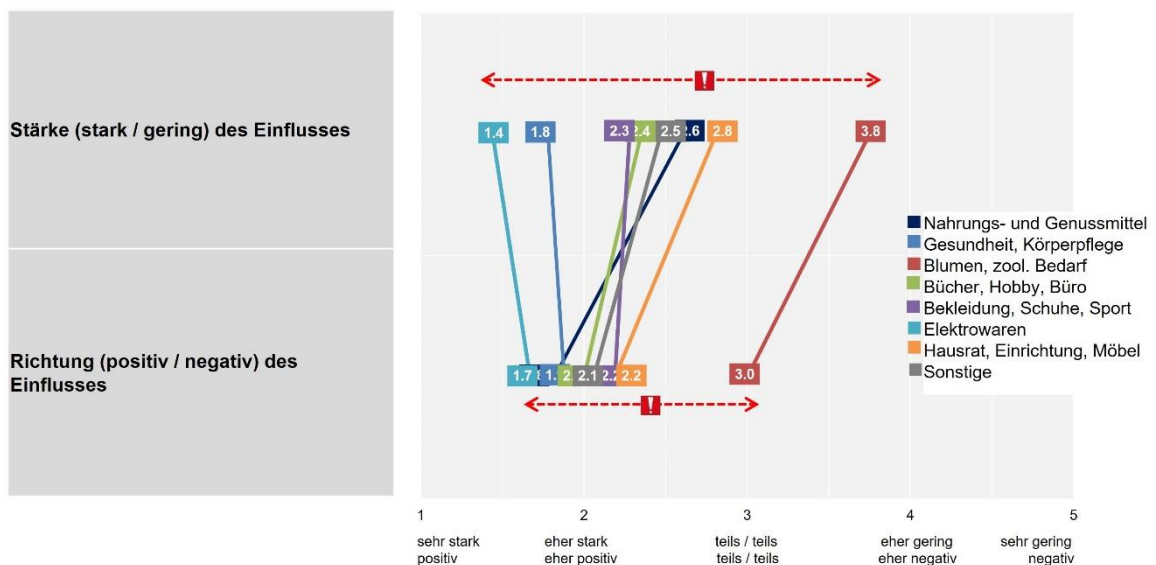 Stärke (stark / gering) des Einflusses
1.4 1.8 2.3 2.4 2.5 2.6 2.8 3.8
Richtung (positiv / negativ) des
Einflusses
1.7 2.1 2.2 2.2 3.0
Nahrungs- und Genussmittel
Gesundheit, Körperpflege
Blumen, zool. Bedarf
Bücher, Hobby, Büro
Bekleidung, Schuhe, Sport
Elektrowaren
Hausrat, Einrichtung, Möbel
Sonstige
1 2 3 4 5
sehr stark eher stark teils / teils eher gering sehr gering
positiv eher positiv teils / teils eher negativ negativ